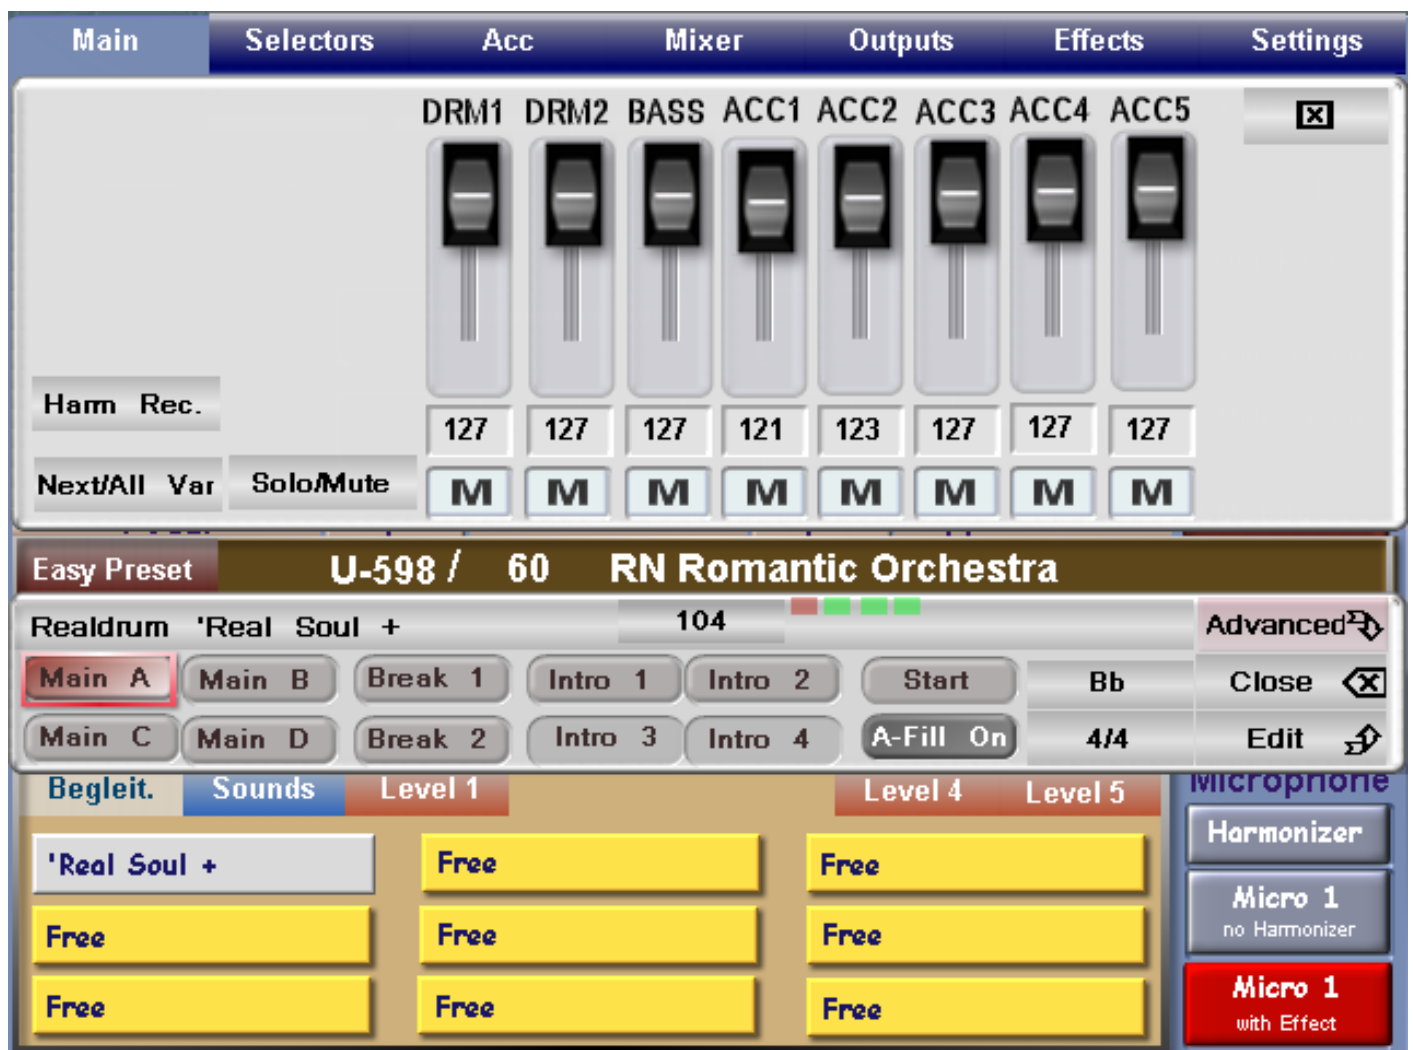 Main Selectors Acc Mixer Outputs Effects Settings
DRM1 DRM2 BASS ACC1 ACC2 ACC3 ACC4 ACC5
Harm Rec.
127 127 127 121 123 127 127 127
Next/All Var Solo/Mute M M M M M M M M
Easy Preset U-598 / 60 RN Romantic Orchestra
Realdrum 'Real Soul + 104 Advanced
Main A Main B Break 1 Intro 1 Intro 2 Start Bb Close
Main C Main D Break 2 Intro 3 Intro 4 A-Fill On 4/4 Edit
Begleit. Sounds Level 1 Level 4 Level 5 Microphone
Harmonizer
'Real Soul + Free Free
Micro 1
no Harmonizer
Free Free Free
Micro 1
with Effect
Free Free Free